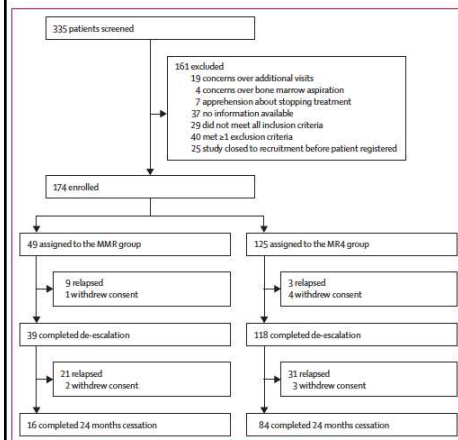 335 patients screened
161 excluded
19 concerns over additional visits
4 concerns over bone marrow aspiration
7 apprehension about stopping treatment
37 no information available
29 did not meet all inclusion criteria
40 met ≥1 exclusion criteria
25 study closed to recruitment before patient registered
174 enrolled
49 assigned to the MMR group
125 assigned to the MR4 group
9 relapsed
1 withdrew consent
3 relapsed
4 withdrew consent
39 completed de-escalation
118 completed de-escalation
21 relapsed
2 withdrew consent
31 relapsed
3 withdrew consent
16 completed 24 months cessation
84 completed 24 months cessation